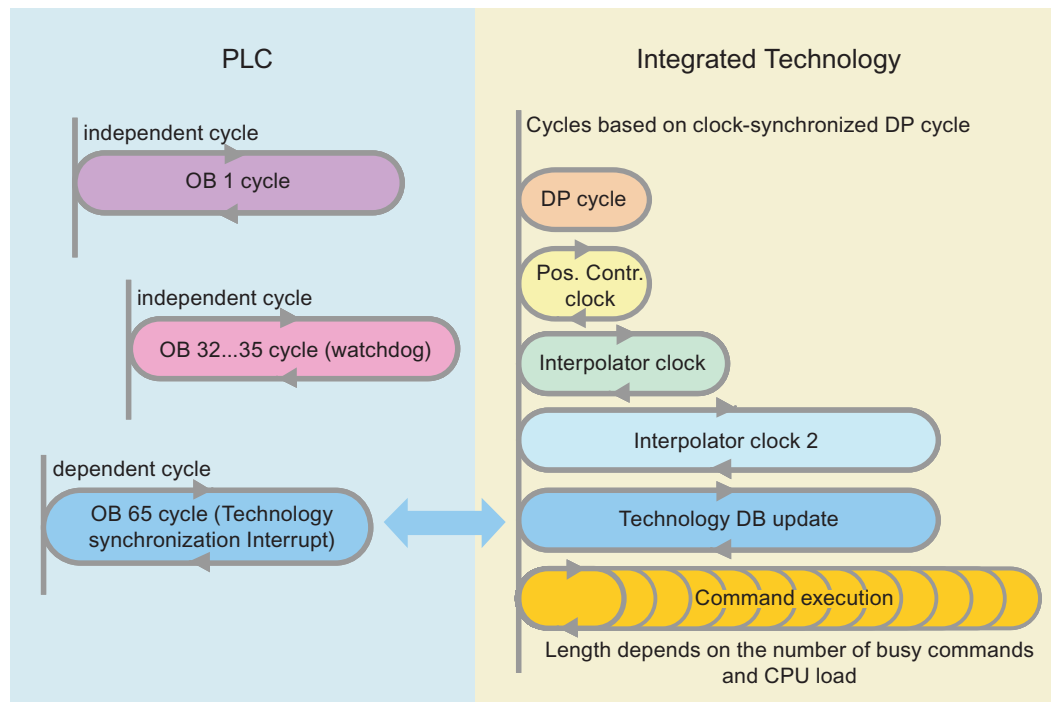 PLC
independent cycle
OB 1 cycle
independent cycle
OB 32...35 cycle (watchdog)
dependent cycle
OB 65 cycle (Technology
synchronization Interrupt)
Integrated Technology
Cycles based on clock-synchronized DP cycle
DP cycle
Pos. Contr.
clock
Interpolator clock
Interpolator clock 2
Technology DB update
Command execution
Length depends on the number of busy commands
and CPU load